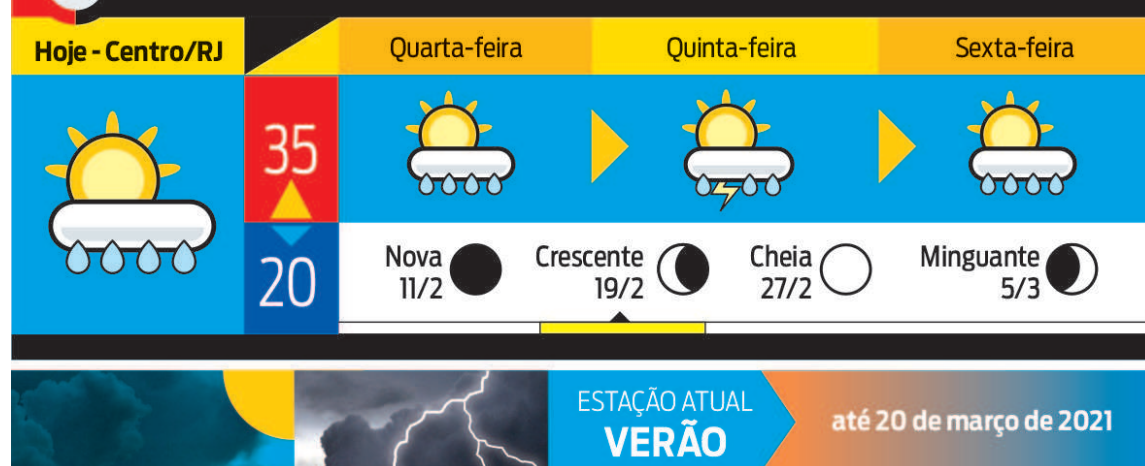 Hoje - Centro/RJ
Quarta-feira
Quinta-feira
Sexta-feira
35
20
Nova
11/2
Crescente
19/2
Cheia
27/2
Minguante
5/3
ESTAÇÃO ATUAL
VERÃO
até 20 de março de 2021